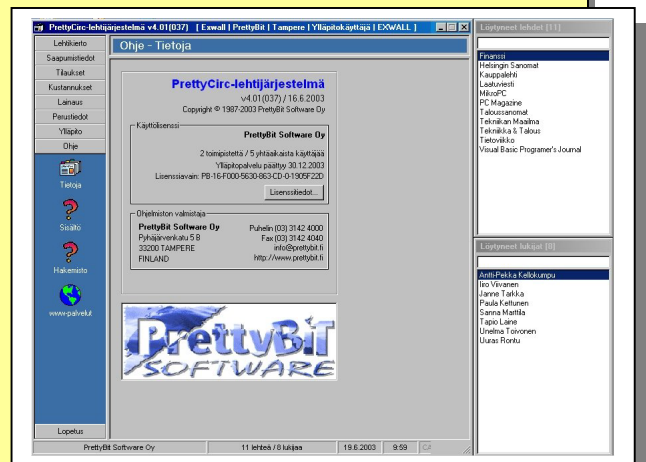 PrettyCirc-lehtijärjestelmä v4.01(037) [ Exwall | PrettyBit | Tampere | Ylläpitokäyttäjä | EXWALL ]
Lehtikierto
Saapumistiedot
Tilaukset
Kustannukset
Lainaus
Perustiedot
Ylläpito
Ohje
Tietoja
Sisältö
Hakemisto
www-palvelut
Lopetus
Ohje - Tietoja
PrettyCirc-lehtijärjestelmä
v4.01(037) / 16.6.2003
Copyright © 1987-2003 PrettyBit Software Oy
Käyttölisenssi
PrettyBit Software Oy
2 toimipistettä / 5 yhtäaikaista käyttäjää
Ylläpitopalvelu päättyy 30.12.2003
Lisenssiavain: PB-16-F000-5630-863-CD-0-1905F22D
Lisenssitiedot...
Ohjelmiston valmistaja
PrettyBit Software Oy Puhelin (03) 3142 4000
Pyhäjärvenkatu 5 B Fax (03) 3142 4040
33200 TAMPERE info@prettybit.fi
FINLAND http://www.prettybit.fi
PrettyBit
SOFTWARE
PrettyBit Software Oy 11 lehteä / 8 lukijaa 19.6.2003 9:59
Löytyneet lehdet [11]
Finanssi
Helsingin Sanomat
Kauppalehti
Laatuviesti
MikroPC
PC Magazine
Taloussanomat
Tekniikan Maailma
Tekniikka & Talous
Tietoviikko
Visual Basic Programer's Journal
Löytyneet lukijat [8]
Antti-Pekka Kellokumpu
Iiro Viivanen
Janne Tarkka
Paula Kettunen
Sanna Marttila
Tapio Laine
Unelma Toivonen
Uuras Rontu